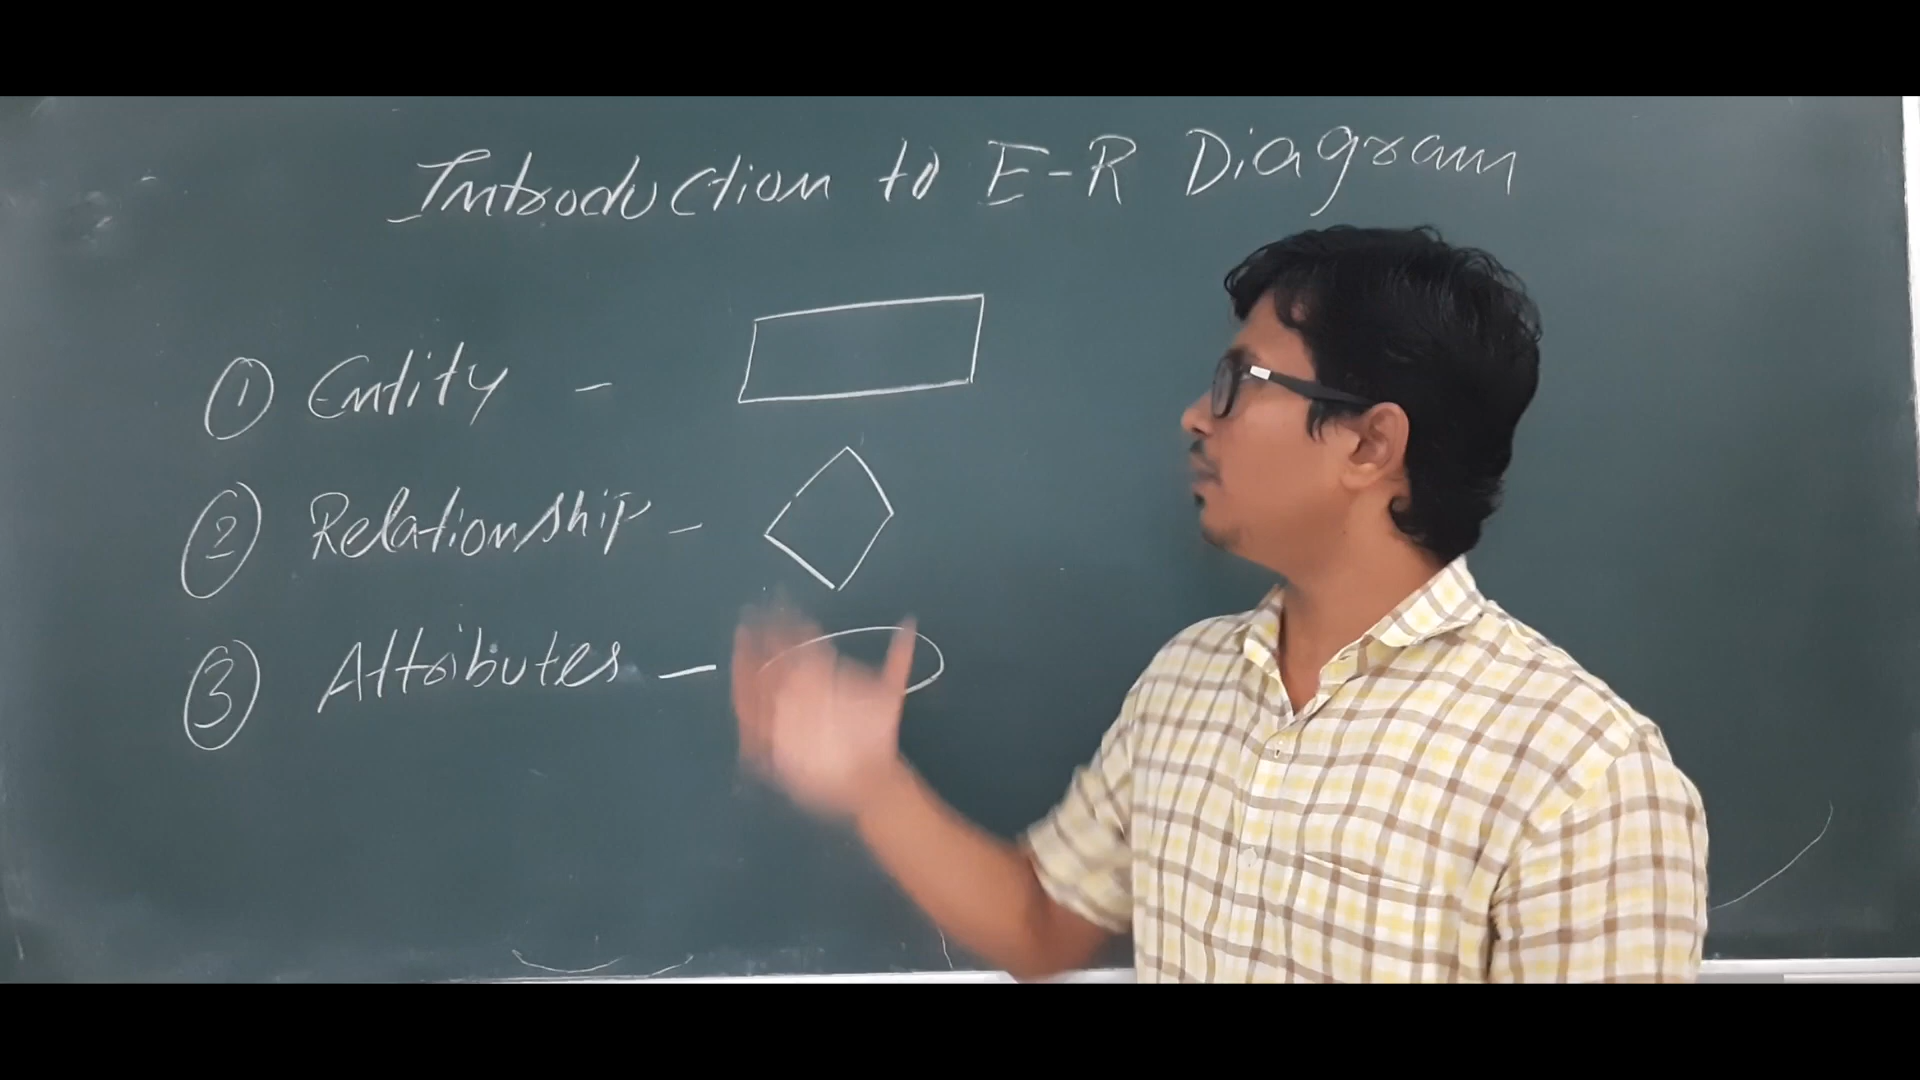 Introduction to E-R Diagram
1 Entity -
2 Relationship -
3 Attributes -